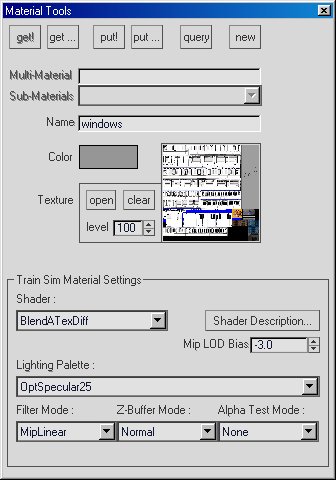 Material Tools
get! get ... put! put ... query new
Multi-Material
Sub-Materials
Name windows
Color
Texture open clear
level 100
Train Sim Material Settings
Shader :
BlendATexDiff Shader Description...
Mip LOD Bias -3.0
Lighting Palette :
OptSpecular25
Filter Mode : Z-Buffer Mode : Alpha Test Mode :
MipLinear Normal None